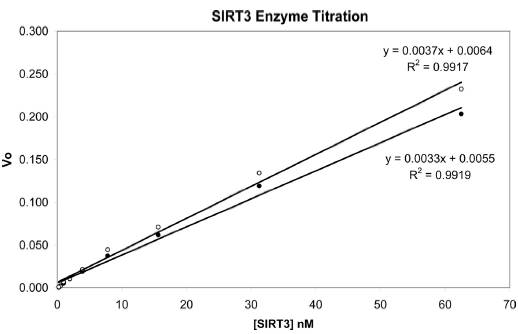 SIRT3 Enzyme Titration
0.300
0.250
0.200
0.150
0.100
0.050
0.000
Vo
y = 0.0037x + 0.0064
R² = 0.9917
y = 0.0033x + 0.0055
R² = 0.9919
0 10 20 30 40 50 60 70
[SIRT3] nM